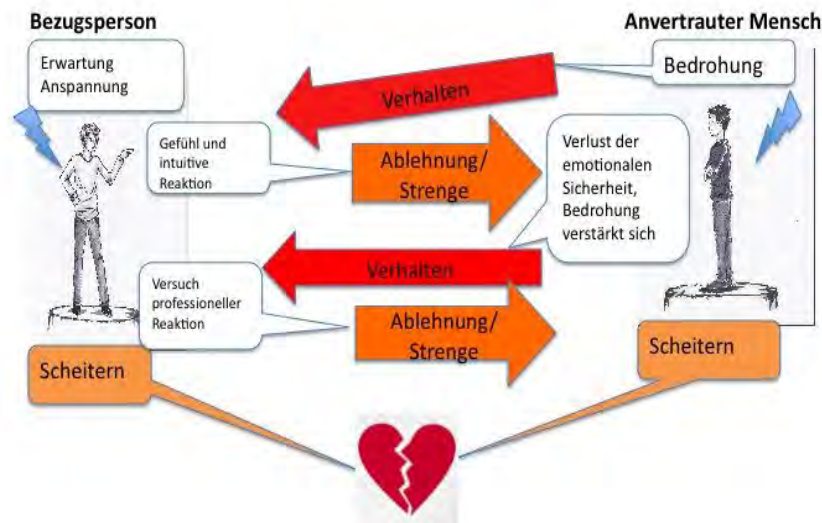 Bezugsperson
Anvertrauter Mensch
Erwartung
Anspannung
Bedrohung
Verhalten
Gefühl und
intuitive
Reaktion
Ablehnung/
Strenge
Verlust der
emotionalen
Sicherheit,
Bedrohung
verstärkt sich
Verhalten
Versuch
professioneller
Reaktion
Ablehnung/
Strenge
Scheitern
Scheitern